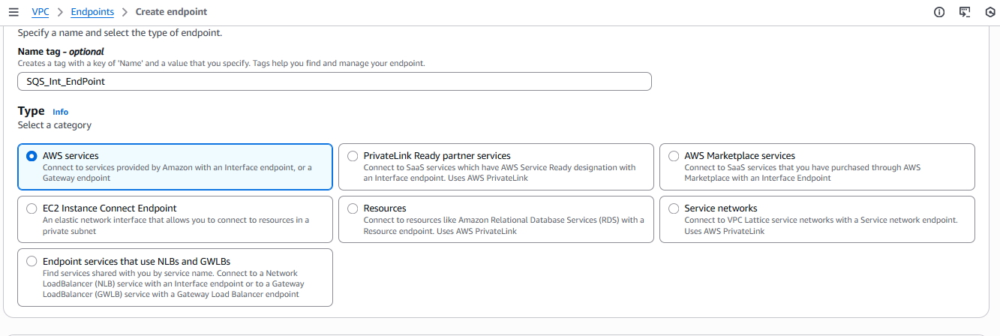 VPC > Endpoints > Create endpoint
Specify a name and select the type of endpoint.
Name tag - optional
Creates a tag with a key of 'Name' and a value that you specify. Tags help you find and manage your endpoint.
SQS_Int_EndPoint
Type Info
Select a category
AWS services
Connect to services provided by Amazon with an Interface endpoint, or a
Gateway endpoint
PrivateLink Ready partner services
Connect to SaaS services which have AWS Service Ready designation with
an Interface endpoint. Uses AWS PrivateLink
AWS Marketplace services
Connect to SaaS services that you have purchased through AWS
Marketplace with an Interface Endpoint
EC2 Instance Connect Endpoint
An elastic network interface that allows you to connect to resources in a
private subnet
Resources
Connect to resources like Amazon Relational Database Services (RDS) with a
Resource endpoint. Uses AWS PrivateLink
Service networks
Connect to VPC Lattice service networks with a Service network endpoint.
Uses AWS PrivateLink
Endpoint services that use NLBs and GWLBs
Find services shared with you by service name. Connect to a Network
LoadBalancer (NLB) service with an Interface endpoint or to a Gateway
LoadBalancer (GWLB) service with a Gateway Load Balancer endpoint